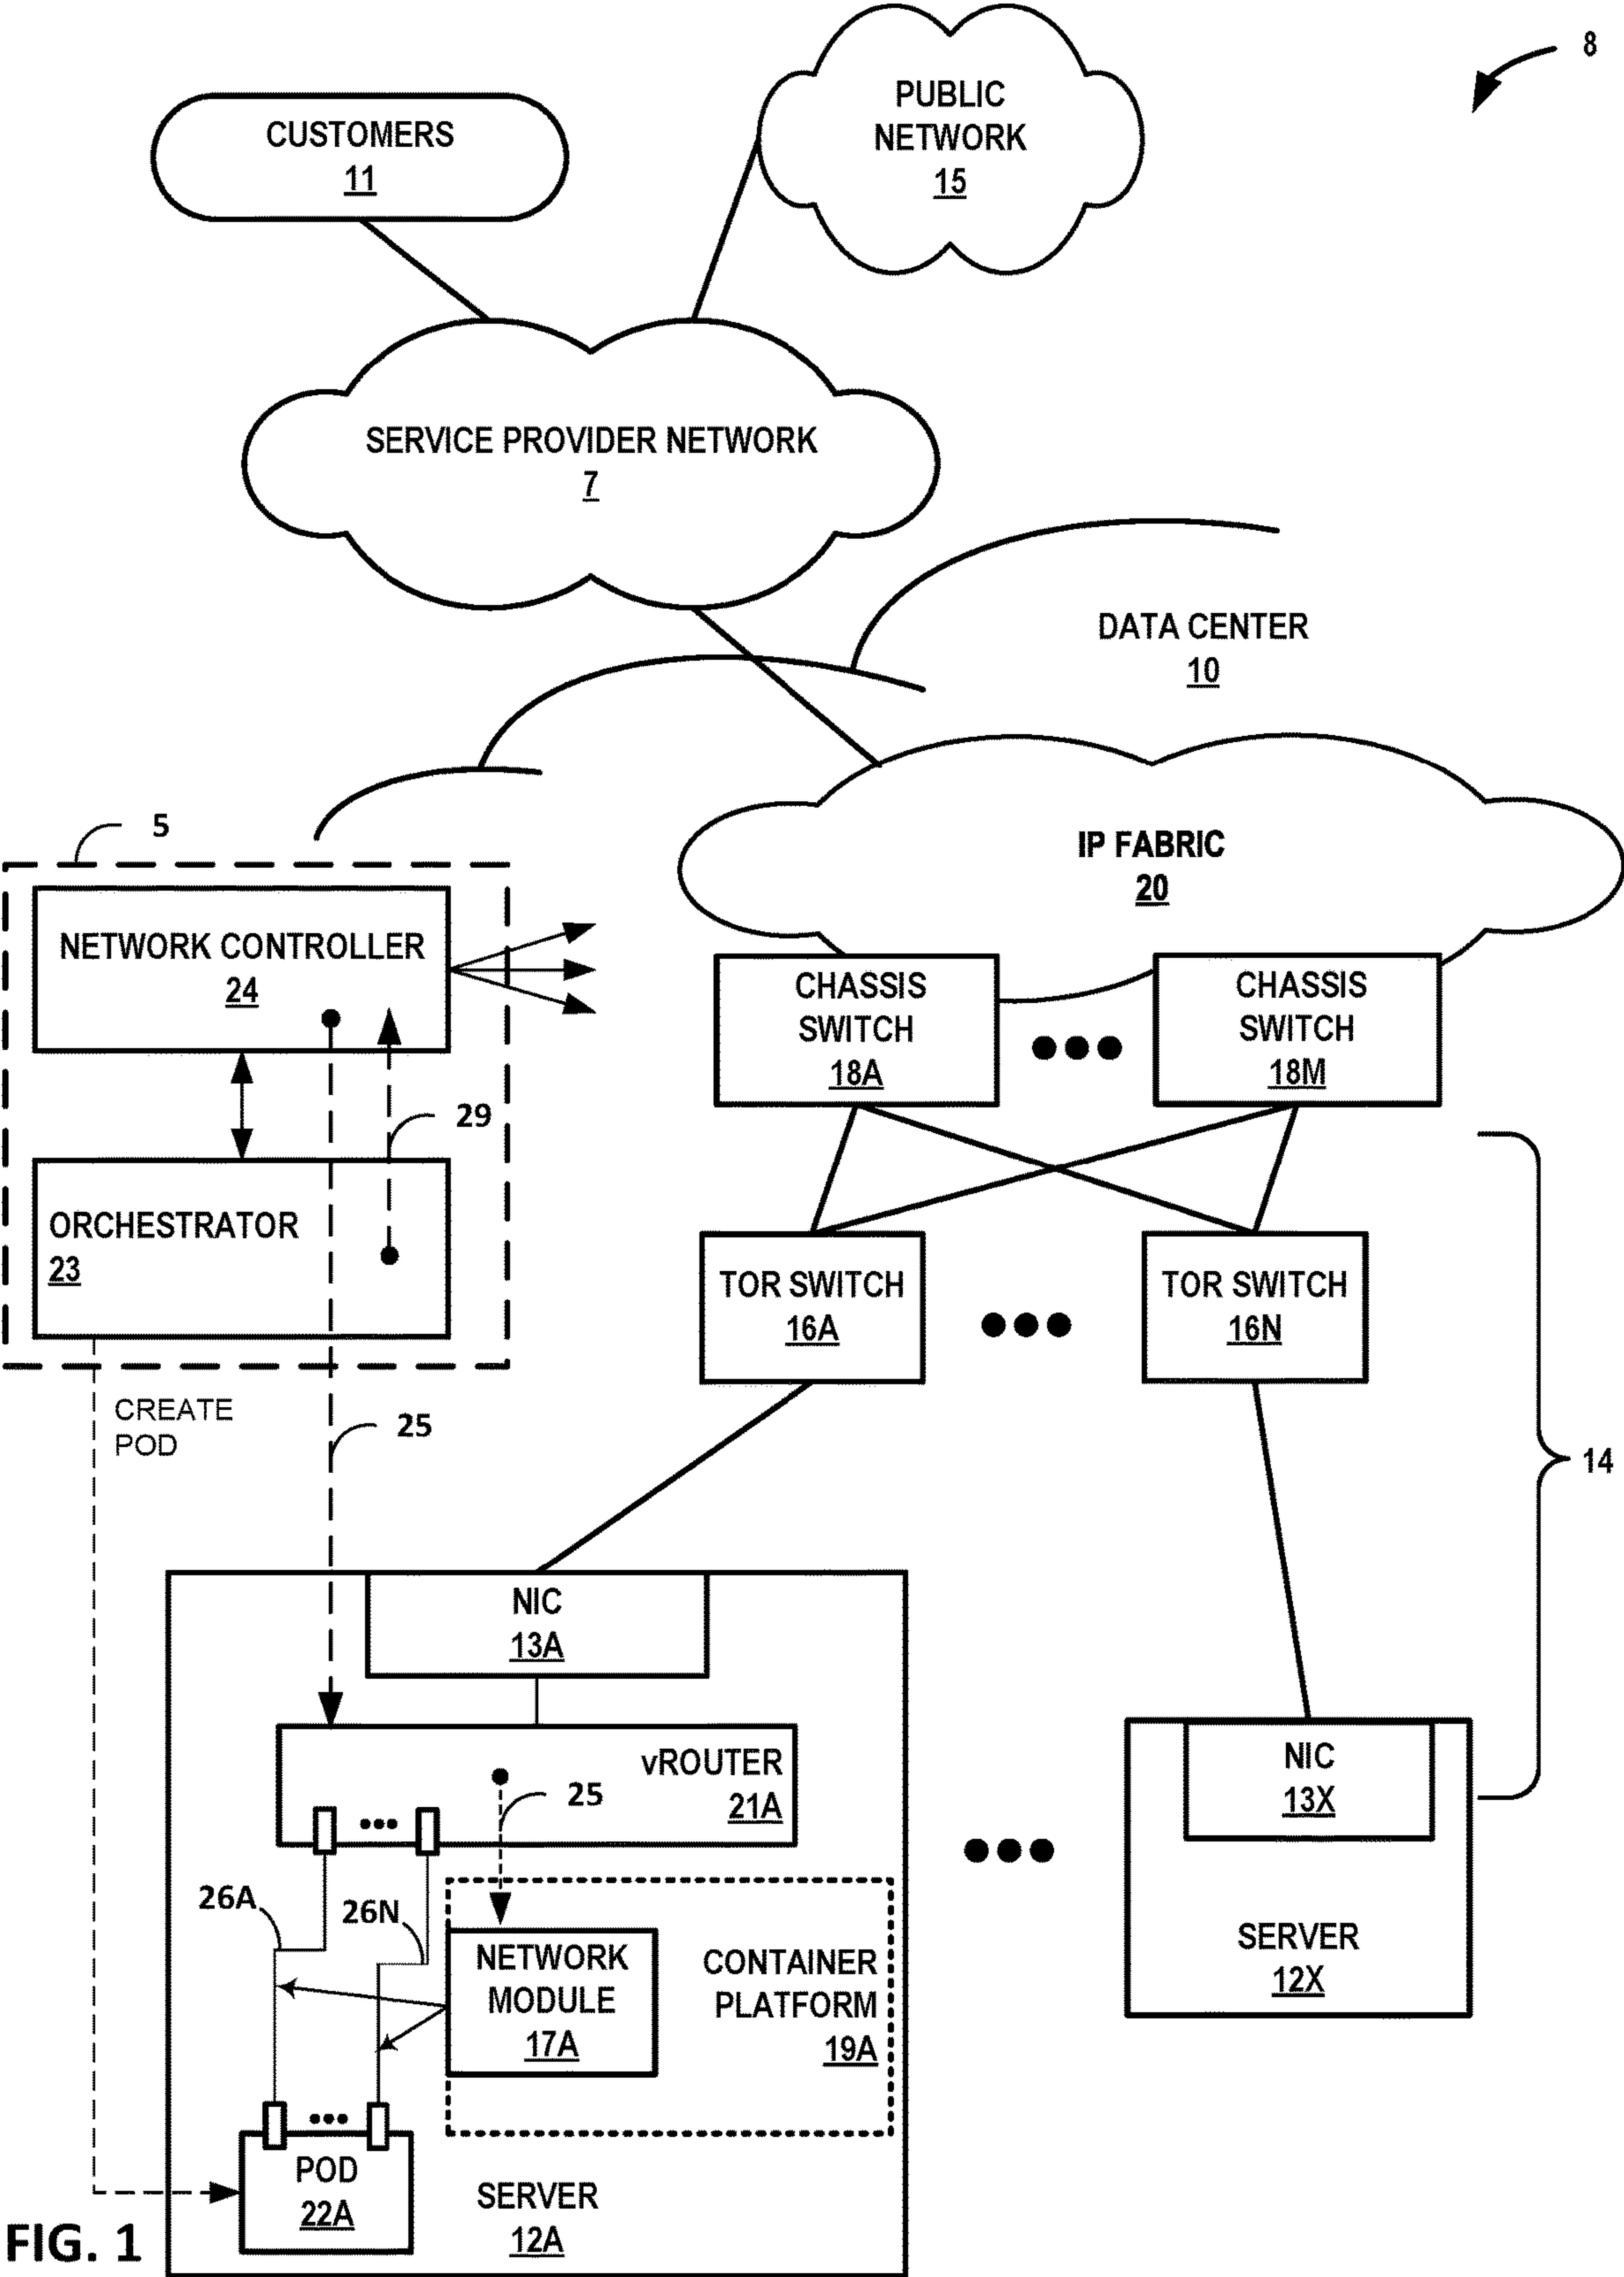 8
PUBLIC
NETWORK
15
CUSTOMERS
11
SERVICE PROVIDER NETWORK
7
DATA CENTER
10
IP FABRIC
20
5
NETWORK CONTROLLER
24
CHASSIS
SWITCH
18A
CHASSIS
SWITCH
18M
29
ORCHESTRATOR
23
TOR SWITCH
16A
TOR SWITCH
16N
CREATE
POD
25
14
NIC
13A
vROUTER
21A
25
NIC
13X
26A
26N
NETWORK
MODULE
17A
CONTAINER
PLATFORM
19A
SERVER
12X
POD
22A
SERVER
12A
FIG. 1